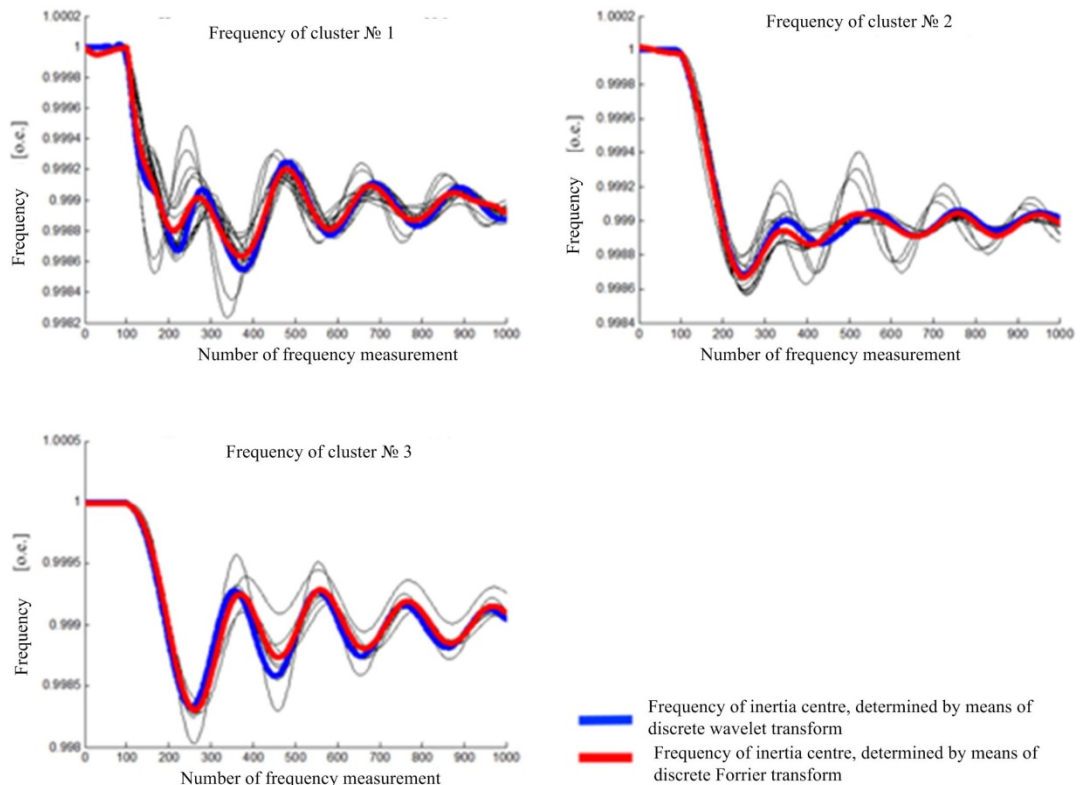 Frequency of cluster № 1
1.0002
1
0.9998
0.9996
0.9994
0.9992
0.999
0.9988
0.9986
0.9984
0.9982
Frequency [o.e.]
0 100 200 300 400 500 600 700 800 900 1000
Number of frequency measurement
Frequency of cluster № 2
1.0002
1
0.9998
0.9996
0.9994
0.9992
0.999
0.9988
0.9986
0.9984
Frequency [o.e.]
0 100 200 300 400 500 600 700 800 900 1000
Number of frequency measurement
Frequency of cluster № 3
1.0005
1
0.9995
0.999
0.9985
0.998
Frequency [o.e.]
0 100 200 300 400 500 600 700 800 900 1000
Number of frequency measurement
Frequency of inertia centre, determined by means of
discrete wavelet transform
Frequency of inertia centre, determined by means of
discrete Forrier transform